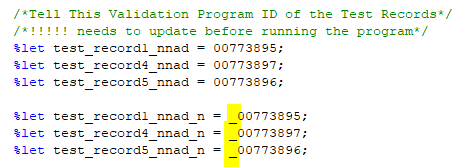 /*Tell This Validation Program ID of the Test Records*/
/*!!!!! needs to update before running the program*/
%let test_record1_nnad = 00773895;
%let test_record4_nnad = 00773897;
%let test_record5_nnad = 00773896;
%let test_record1_nnad_n = _00773895;
%let test_record4_nnad_n = _00773897;
%let test_record5_nnad_n = _00773896;